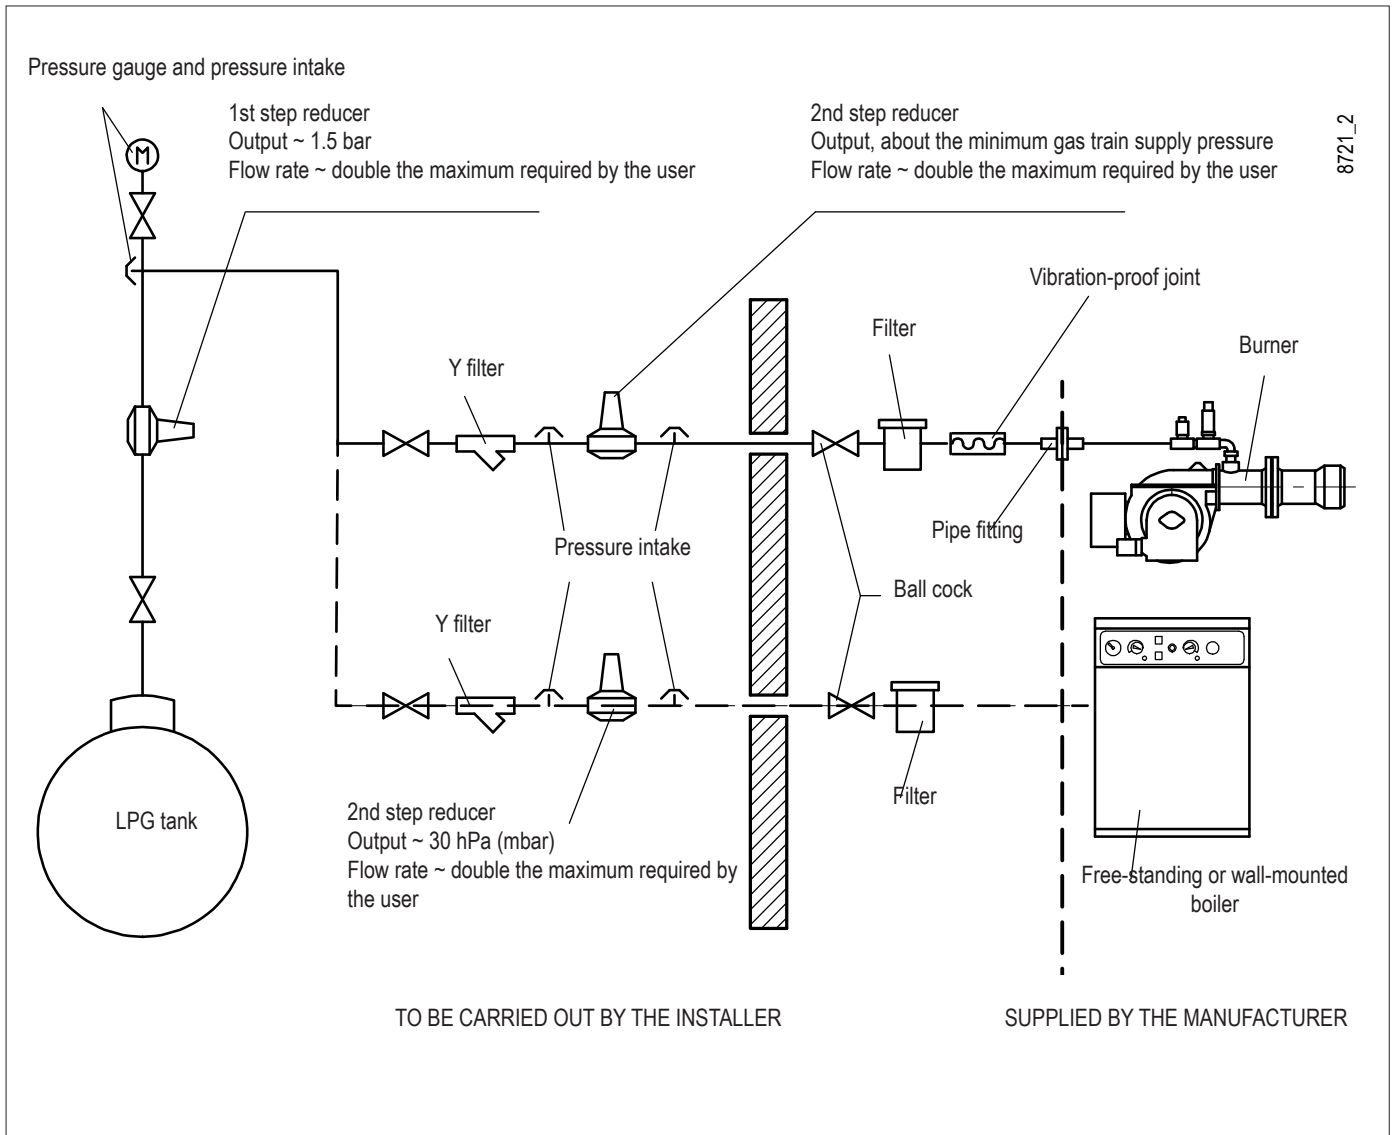 Pressure gauge and pressure intake
1st step reducer
Output ~ 1.5 bar
Flow rate ~ double the maximum required by the user
2nd step reducer
Output, about the minimum gas train supply pressure
Flow rate ~ double the maximum required by the user
8721_2
M
Vibration-proof joint
Filter
Burner
Y filter
Pipe fitting
Pressure intake
Ball cock
Y filter
LPG tank
2nd step reducer
Output ~ 30 hPa (mbar)
Flow rate ~ double the maximum required by
the user
Filter
Free-standing or wall-mounted
boiler
TO BE CARRIED OUT BY THE INSTALLER
SUPPLIED BY THE MANUFACTURER